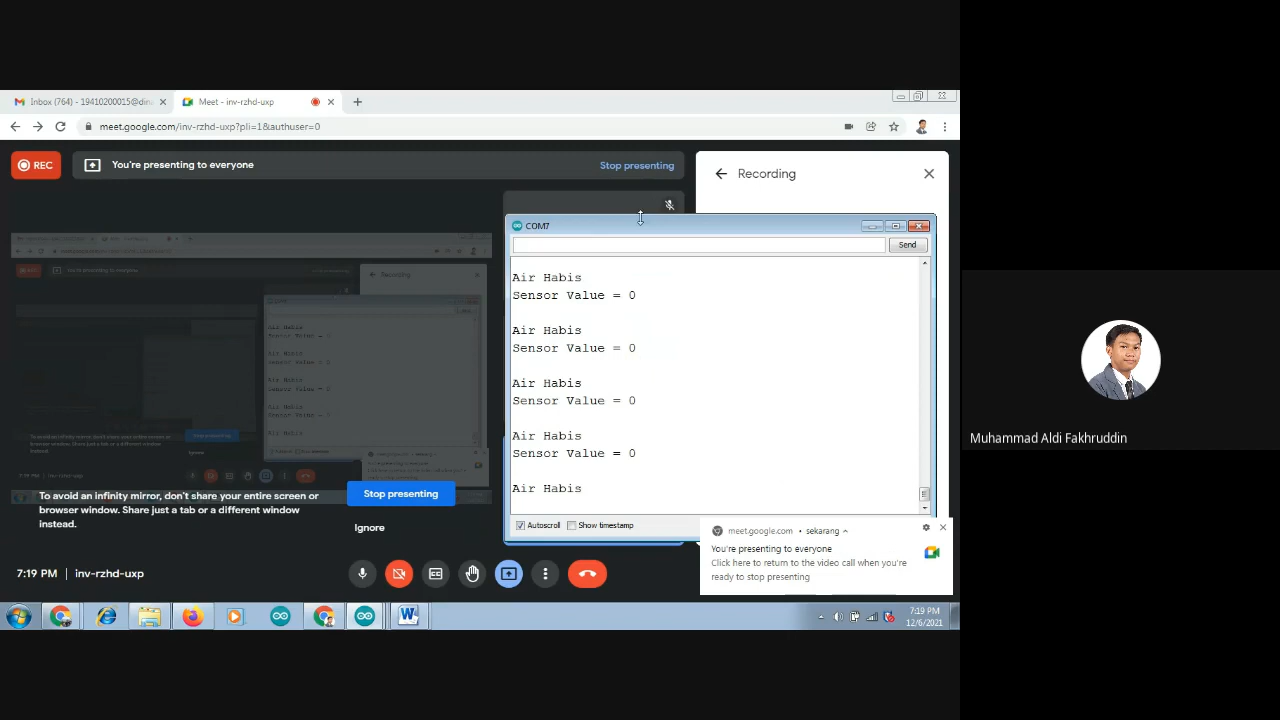 Inbox (764) - 19410200015@dina
Meet - inv-rzhd-uxp
meet.google.com/inv-rzhd-uxp?pli=1&authuser=0
REC
You're presenting to everyone
Stop presenting
Recording
COM7
Send
Air Habis
Sensor Value = 0
Air Habis
Sensor Value = 0
Air Habis
Sensor Value = 0
Air Habis
Sensor Value = 0
Air Habis
Autoscroll
Show timestamp
To avoid an infinity mirror, don't share your entire screen or
browser window. Share just a tab or a different window
instead.
Stop presenting
Ignore
meet.google.com • sekarang
You're presenting to everyone
Click here to return to the video call when you're
ready to stop presenting
7:19 PM | inv-rzhd-uxp
7:19 PM
12/6/2021
Muhammad Aldi Fakhruddin